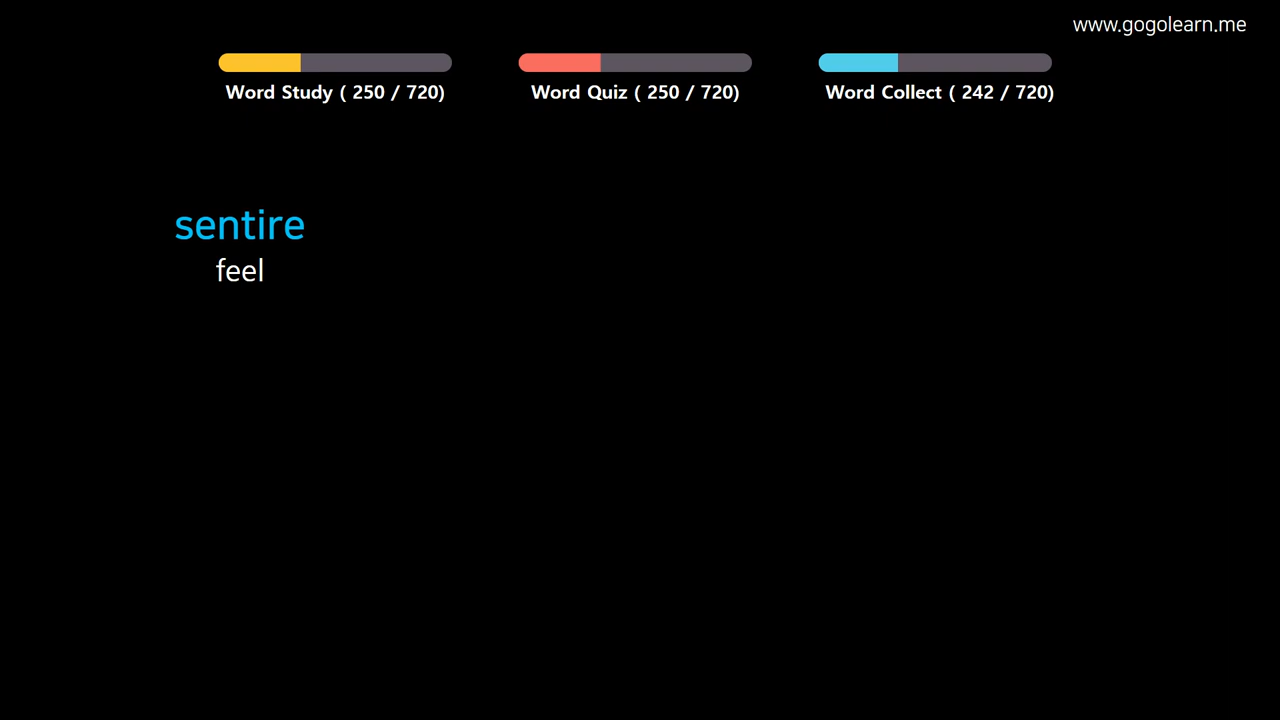 www.gogolearn.me
Word Study ( 250 / 720)
Word Quiz ( 250 / 720)
Word Collect ( 242 / 720)
sentire
feel